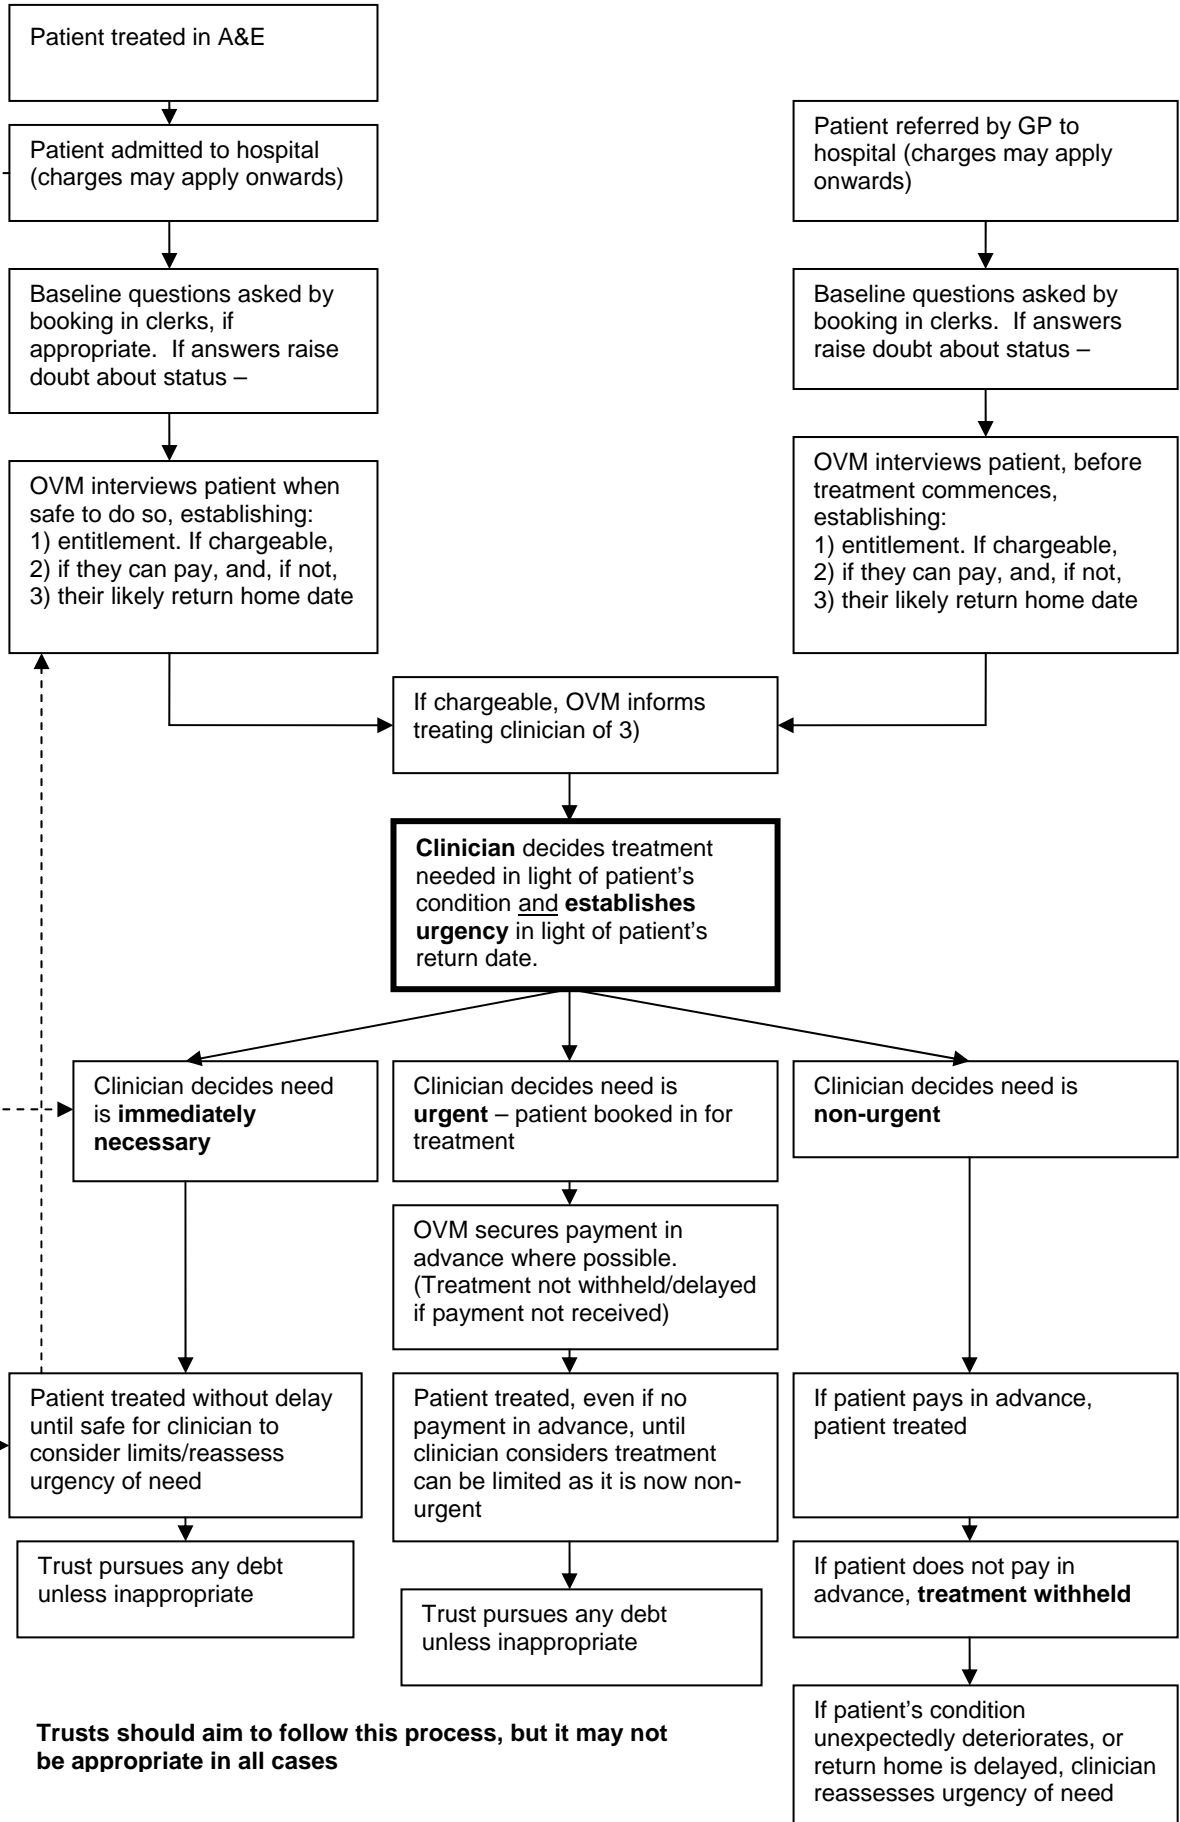 Patient treated in A&E
Patient admitted to hospital
(charges may apply onwards)
Patient referred by GP to
hospital (charges may apply
onwards)
Baseline questions asked by
booking in clerks, if
appropriate.  If answers raise
doubt about status –
Baseline questions asked by
booking in clerks.  If answers
raise doubt about status –
OVM interviews patient when
safe to do so, establishing:
1) entitlement. If chargeable,
2) if they can pay, and, if not,
3) their likely return home date
OVM interviews patient, before
treatment commences,
establishing:
1) entitlement. If chargeable,
2) if they can pay, and, if not,
3) their likely return home date
If chargeable, OVM informs
treating clinician of 3)
Clinician decides treatment
needed in light of patient's
condition and establishes
urgency in light of patient's
return date.
Clinician decides need
is immediately
necessary
Clinician decides need is
urgent – patient booked in for
treatment
Clinician decides need is
non-urgent
OVM secures payment in
advance where possible.
(Treatment not withheld/delayed
if payment not received)
Patient treated without delay
until safe for clinician to
consider limits/reassess
urgency of need
Patient treated, even if no
payment in advance, until
clinician considers treatment
can be limited as it is now non-
urgent
If patient pays in advance,
patient treated
Trust pursues any debt
unless inappropriate
Trust pursues any debt
unless inappropriate
If patient does not pay in
advance, treatment withheld
If patient's condition
unexpectedly deteriorates, or
return home is delayed, clinician
reassesses urgency of need
Trusts should aim to follow this process, but it may not
be appropriate in all cases